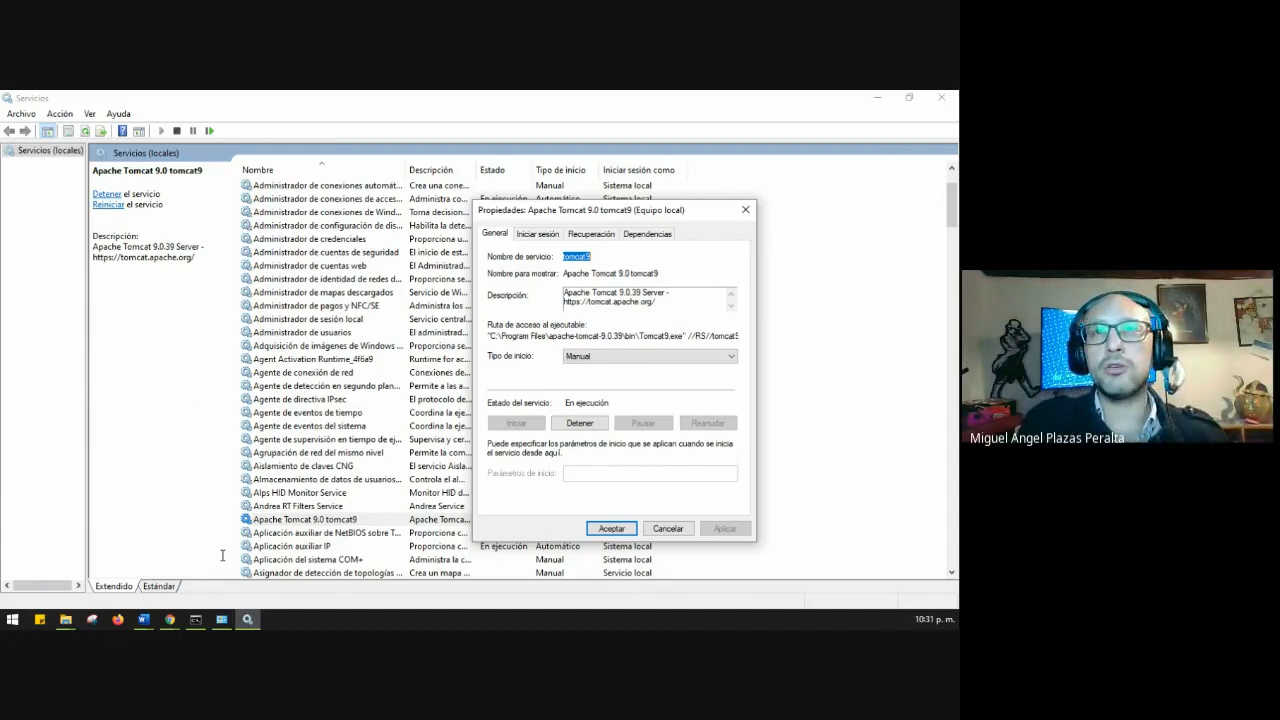 Servicios
Archivo Acción Ver Ayuda
Servicios (locales)
Servicios (locales)
Apache Tomcat 9.0 tomcat9
Detener el servicio
Reiniciar el servicio
Descripción:
Apache Tomcat 9.0.39 Server -
https://tomcat.apache.org/
Nombre Descripción Estado Tipo de inicio Iniciar sesión como
Administrador de conexiones automát... Crea una cone... Manual Sistema local
Administrador de conexiones de acces... Administra co...
Administrador de conexiones de Wind... Toma decision...
Administrador de configuración de dis... Habilita la dete...
Administrador de credenciales Proporciona u...
Administrador de cuentas de seguridad El inicio de est...
Administrador de cuentas web El Administrad...
Administrador de identidad de redes d... Proporciona se...
Administrador de mapas descargados Servicio de Wi...
Administrador de pagos y NFC/SE Servicio central...
Administrador de sesión local Servicio centra...
Administrador de usuarios El administrad...
Adquisición de imágenes de Windows ... Proporciona se...
Agent Activation Runtime_4f6a9 Runtime for ac...
Agente de conexión de red Conexiones de...
Agente de detección en segundo plan... Permite a las a...
Agente de directiva IPsec El protocolo de...
Agente de eventos de tiempo Coordina la eje...
Agente de eventos del sistema Coordina la eje...
Agente de supervisión en tiempo de ej... Supervisa y cer...
Agrupación de red del mismo nivel Permite la com...
Aislamiento de claves CNG El servicio Aisla...
Almacenamiento de datos de usuarios... Controla el al...
Alps HID Monitor Service Monitor HID d...
Andrea RT Filters Service Andrea Service
Apache Tomcat 9.0 tomcat9 Apache Tomca...
Aplicación auxiliar de NetBIOS sobre T... Proporciona c...
Aplicación auxiliar IP Proporciona c... En ejecución Automático Sistema local
Aplicación del sistema COM+ Administra la c... Manual Sistema local
Asignador de detección de topologías ... Crea un mapa ... Manual Servicio local
Extendido Estándar
Propiedades: Apache Tomcat 9.0 tomcat9 (Equipo local)
General Iniciar sesión Recuperación Dependencias
Nombre de servicio: tomcat9
Nombre para mostrar: Apache Tomcat 9.0 tomcat9
Descripción: Apache Tomcat 9.0.39 Server -
https://tomcat.apache.org/
Ruta de acceso al ejecutable:
"C:\Program Files\apache-tomcat-9.0.39\bin\Tomcat9.exe" //RS//tomcat9
Tipo de inicio: Manual
Estado del servicio: En ejecución
Iniciar Detener Pausar Reanudar
Puede especificar los parámetros de inicio que se aplican cuando se inicia
el servicio desde aquí.
Parámetros de inicio:
Aceptar Cancelar Aplicar
10:31 p. m.
Miguel Angel Plazas Peralta